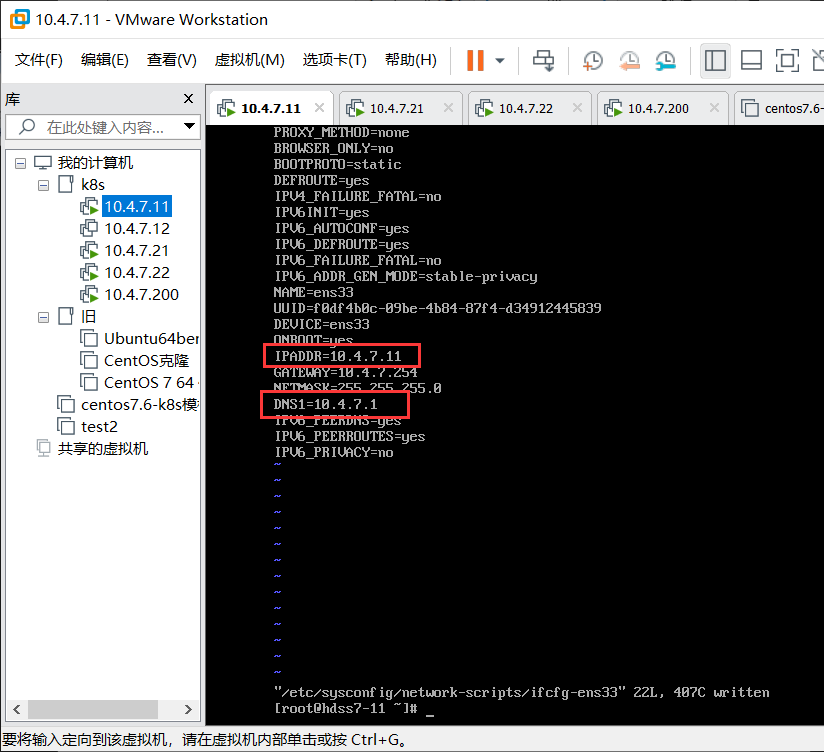 10.4.7.11 - VMware Workstation
文件(F) 编辑(E) 查看(V) 虚拟机(M) 选项卡(T) 帮助(H)
库
在此处键入内容...
我的计算机
k8s
10.4.7.11
10.4.7.12
10.4.7.21
10.4.7.22
10.4.7.200
旧
Ubuntu64ber
CentOS克隆
CentOS 7 64
centos7.6-k8s模
test2
共享的虚拟机
10.4.7.11 10.4.7.21 10.4.7.22 10.4.7.200 centos7.6-
PROXY_METHOD=none
BROWSER_ONLY=no
BOOTPROTO=static
DEFROUTE=yes
IPV4_FAILURE_FATAL=no
IPV6INIT=yes
IPV6_AUTOCONF=yes
IPV6_DEFROUTE=yes
IPV6_FAILURE_FATAL=no
IPV6_ADDR_GEN_MODE=stable-privacy
NAME=ens33
UUID=f0df4b0c-09be-4b84-87f4-d34912445839
DEVICE=ens33
ONBOOT=yes
IPADDR=10.4.7.11
GATEWAY=10.4.7.254
NETMASK=255.255.255.0
DNS1=10.4.7.1
IPV6_PEERDNS=yes
IPV6_PEERROUTES=yes
IPV6_PRIVACY=no
~
~
~
~
~
~
~
~
~
~
~
~
~
~
"/etc/sysconfig/network-scripts/ifcfg-ens33" 22L, 407C written
[root@hdss7-11 ~]# _
要将输入定向到该虚拟机，请在虚拟机内部单击或按 Ctrl+G。